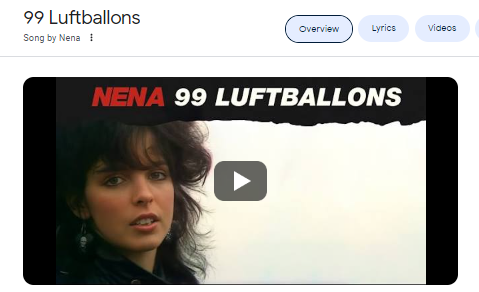 99 Luftballons
Song by Nena
Overview
Lyrics
Videos
NENA 99 LUFTBALLONS